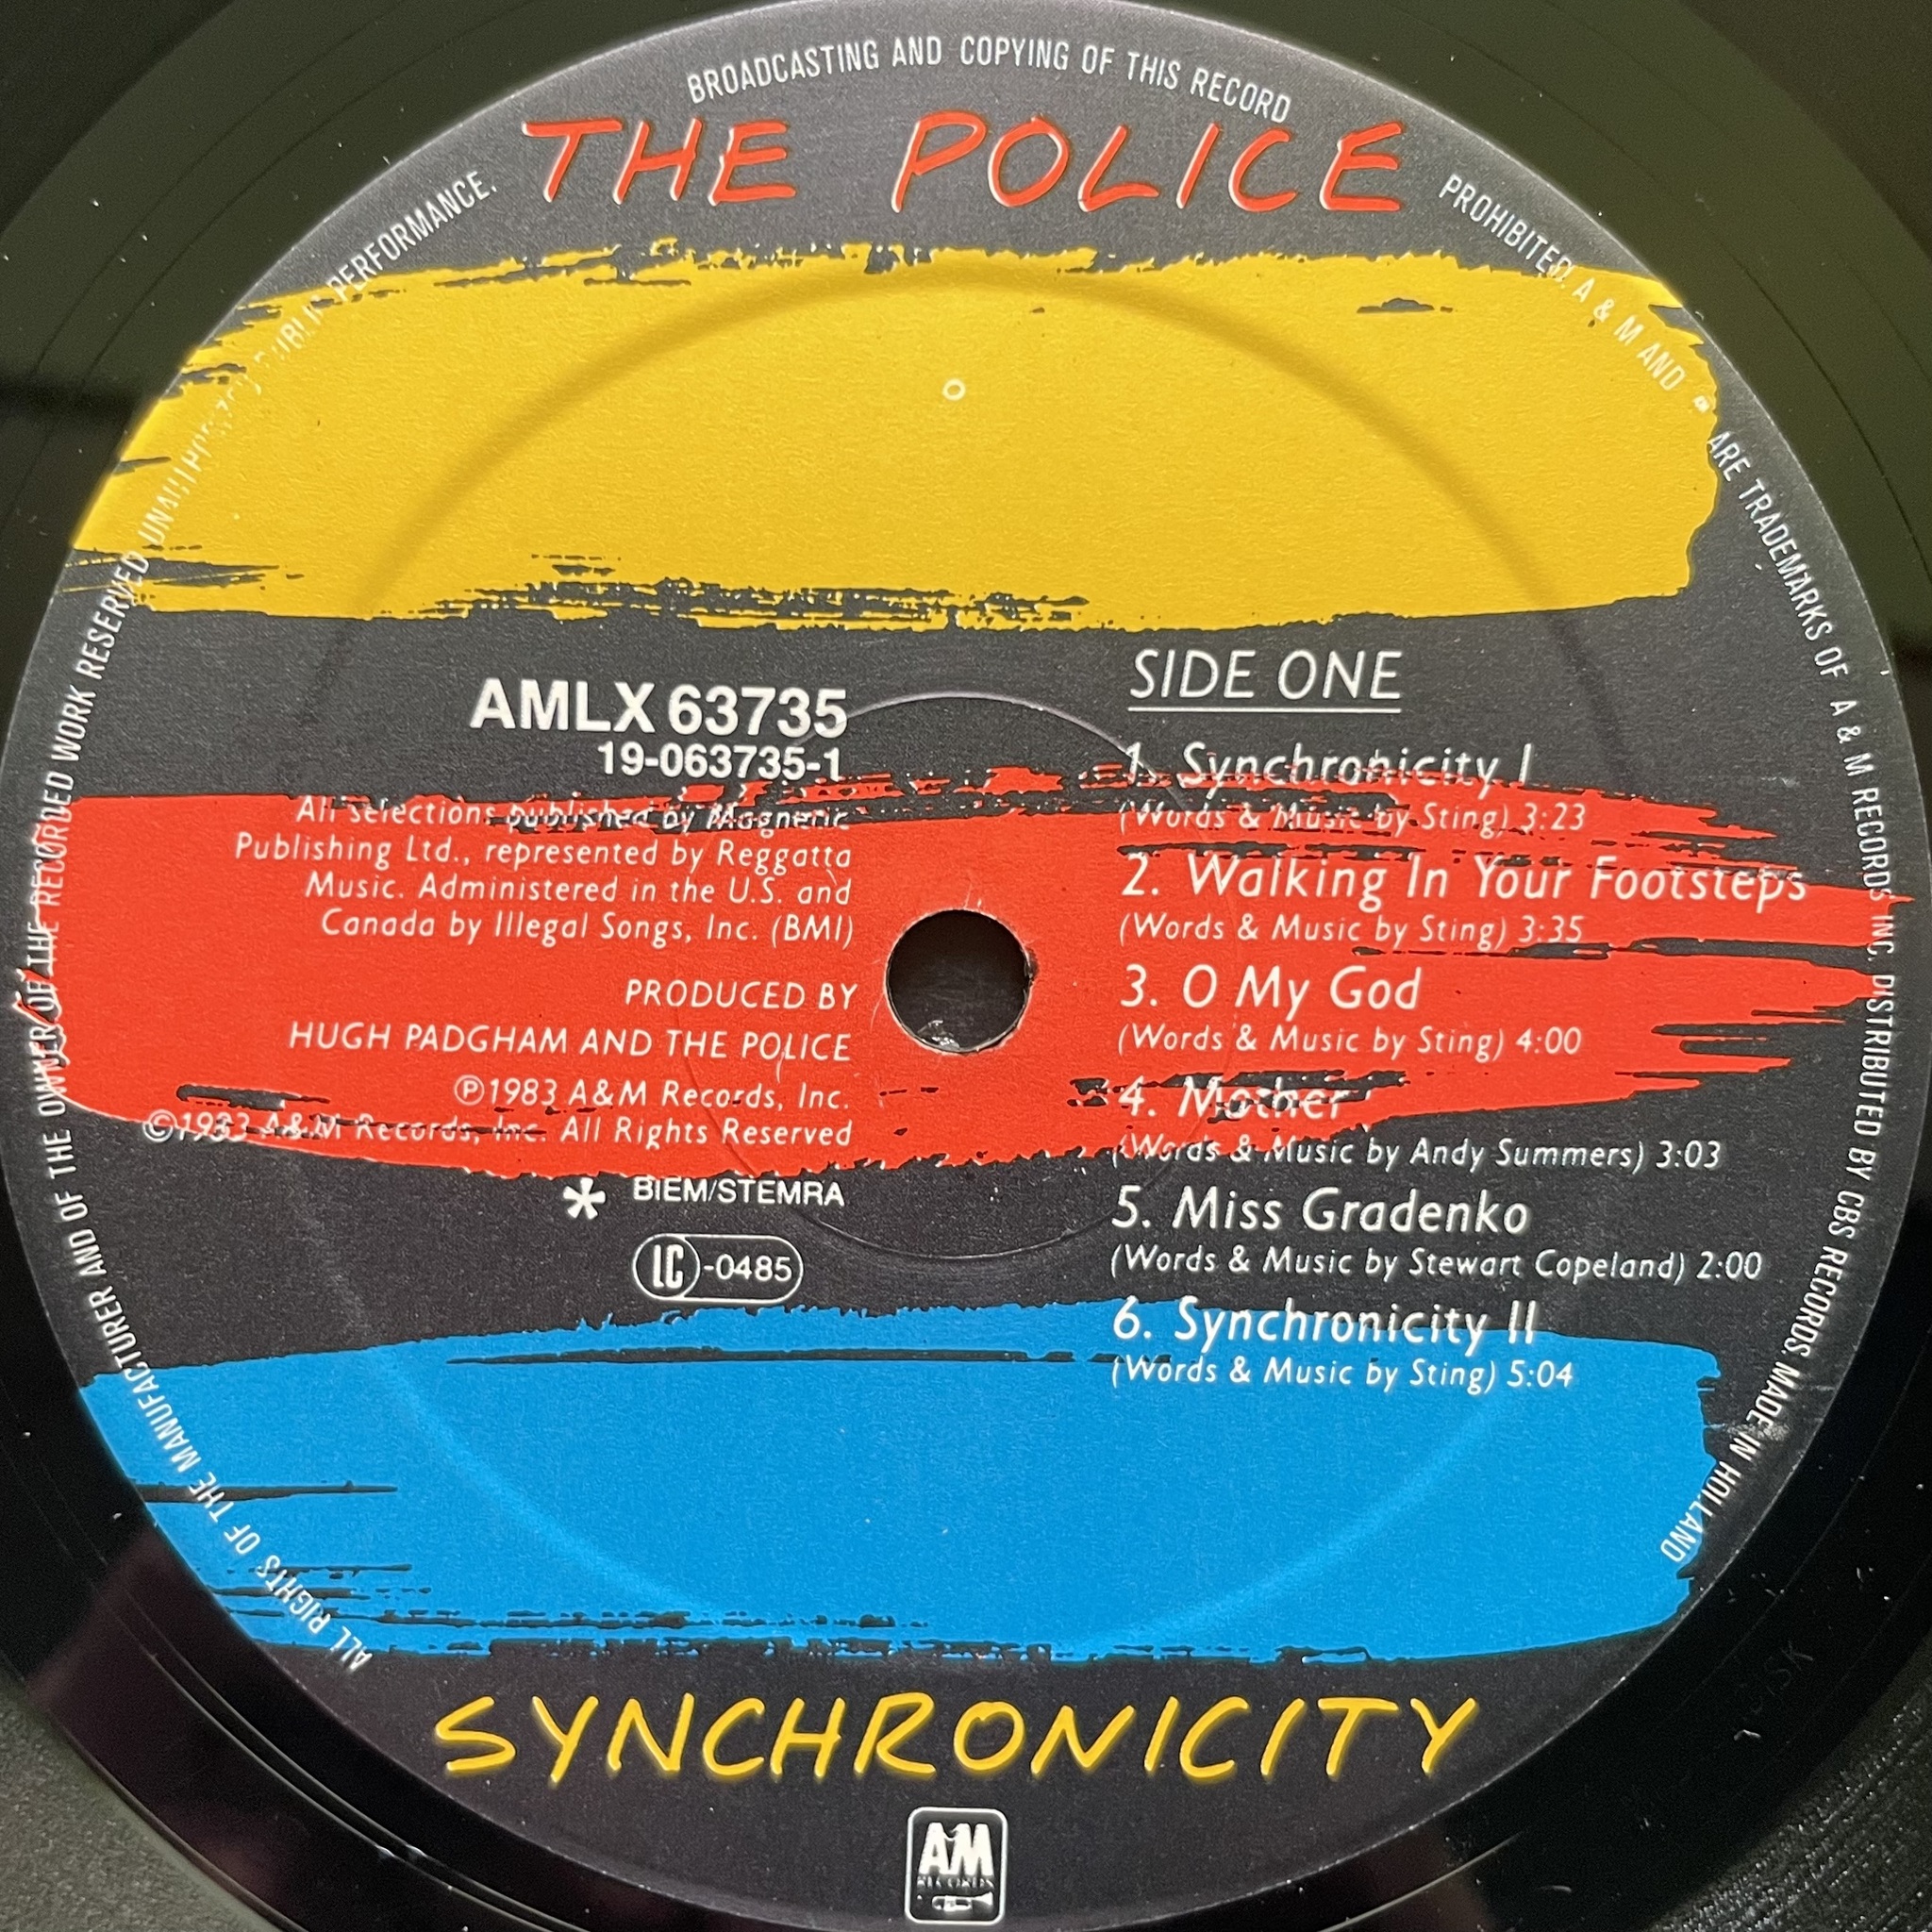 BROADCASTING AND COPYING OF THIS RECORD PROHIBITED. A & M AND ARE TRADEMARKS OF A & M RECORDS INC. DISTRIBUTED BY CBS RECORDS. MADE IN HOLLAND
THE POLICE
AMLX 63735
19-063735-1
All selections published by Magnetic
Publishing Ltd., represented by Reggatta
Music. Administered in the U.S. and
Canada by Illegal Songs, Inc. (BMI)
PRODUCED BY
HUGH PADGHAM AND THE POLICE
℗1983 A&M Records, Inc.
©1983 A&M Records, Inc. All Rights Reserved
* BIEM/STEMRA
LC-0485
SIDE ONE
1. Synchronicity I
(Words & Music by Sting) 3:23
2. Walking In Your Footsteps
(Words & Music by Sting) 3:35
3. O My God
(Words & Music by Sting) 4:00
4. Mother
(Words & Music by Andy Summers) 3:03
5. Miss Gradenko
(Words & Music by Stewart Copeland) 2:00
6. Synchronicity II
(Words & Music by Sting) 5:04
ALL RIGHTS OF THE MANUFACTURER AND OF THE OWNER OF THE RECORDED WORK RESERVED UNAUTHORIZED PUBLIC PERFORMANCE.
SYNCHRONICITY
A&M
RECORDS